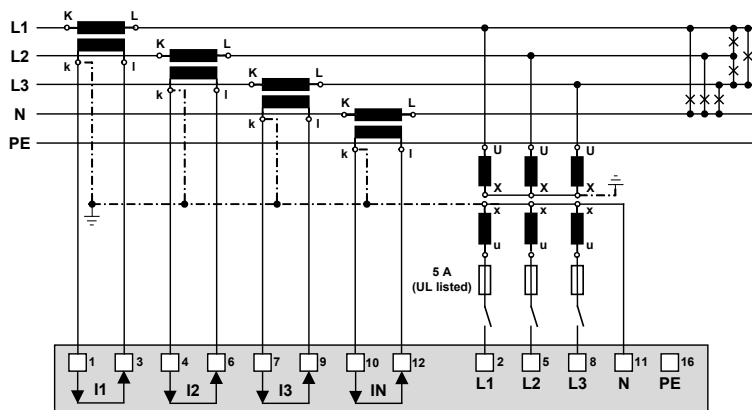 K L
L1
K L
L2
k l
K L
L3
k l
K L
N
k l
PE
k l
U U U
X X X
x x x
u u u
5 A
(UL listed)
1 3 4 6 7 9 10 12 2 5 8 11 16
I1 I2 I3 IN L1 L2 L3 N PE